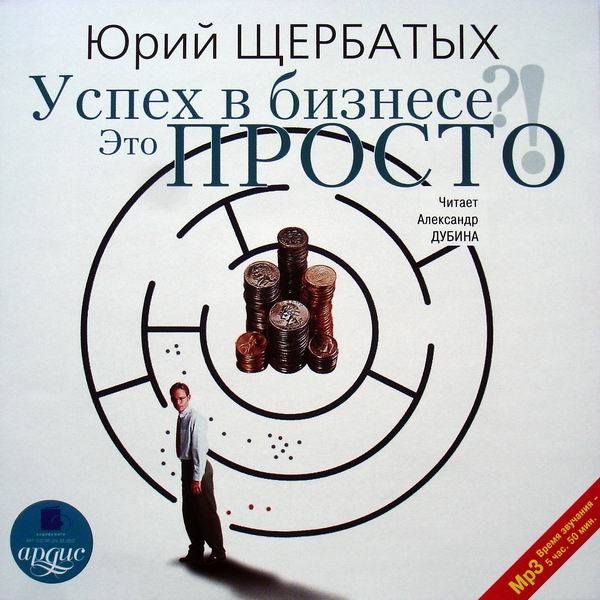 Юрий ЩЕРБАТЫХ
Успех в бизнесе?!
Это ПРОСТО
Читает
Александр
ДУБИНА
ардис
Mp3 Время звучания -
5 час. 50 мин.